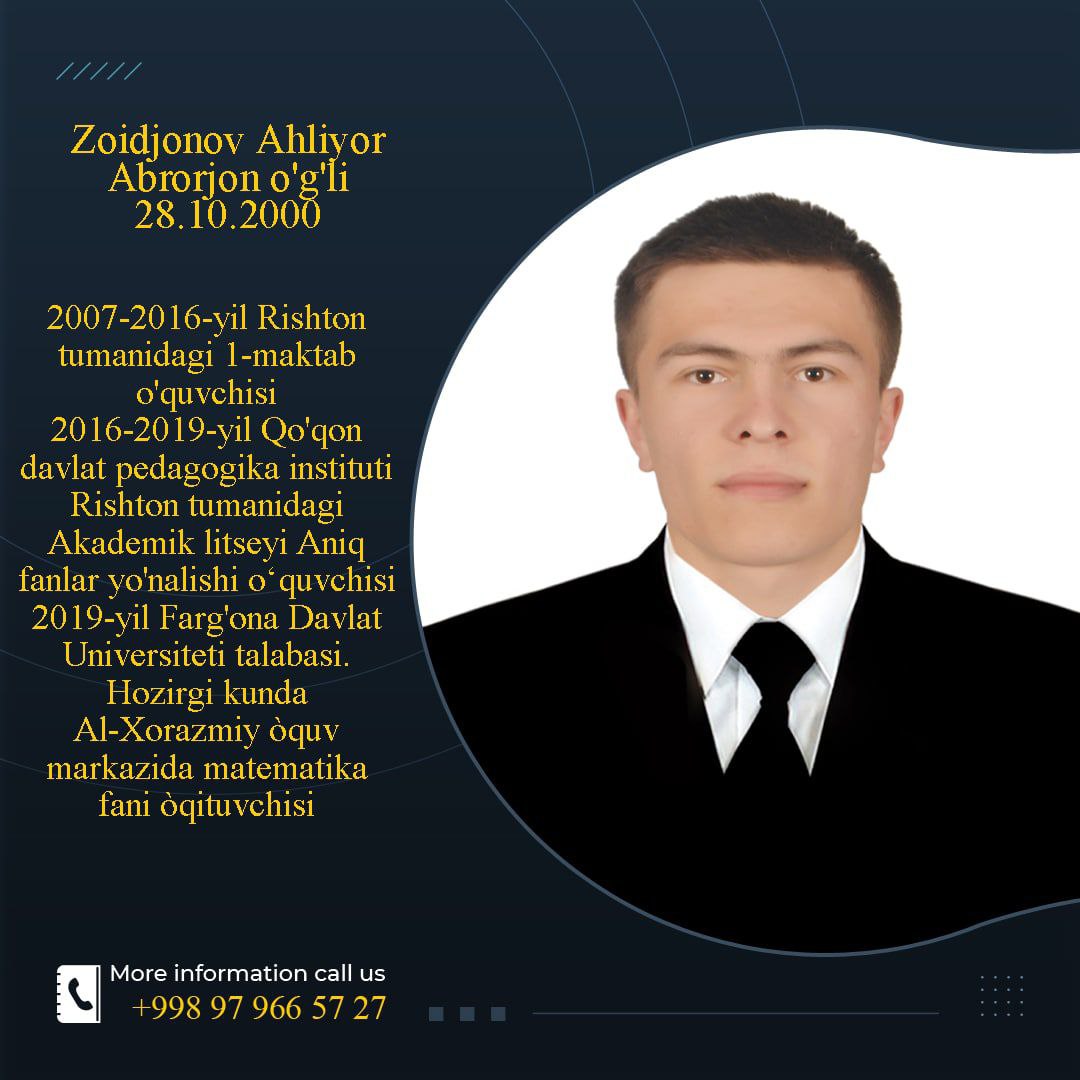 Zoidjonov Ahliyor
Abrorjon o'g'li
28.10.2000
2007-2016-yil Rishton
tumanidagi 1-maktab
o'quvchisi
2016-2019-yil Qo'qon
davlat pedagogika instituti
Rishton tumanidagi
Akademik litseyi Aniq
fanlar yo'nalishi o‘quvchisi
2019-yil Farg'ona Davlat
Universiteti talabasi.
Hozirgi kunda
Al-Xorazmiy òquv
markazida matematika
fani òqituvchisi
More information call us
+998 97 966 57 27